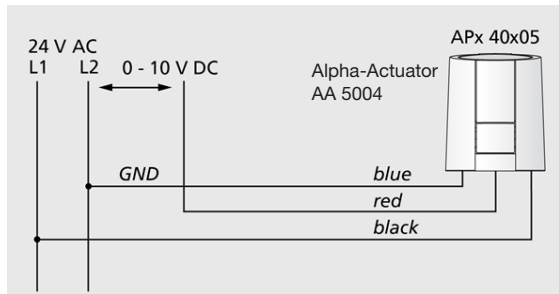 APx 40x05
24 V AC
L1 L2 0 - 10 V DC
Alpha-Actuator
AA 5004
GND blue
red
black